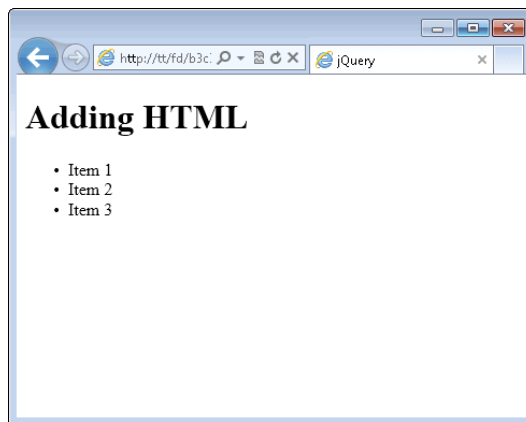 http://tt/fd/b3c
jQuery
Adding HTML
• Item 1
• Item 2
• Item 3